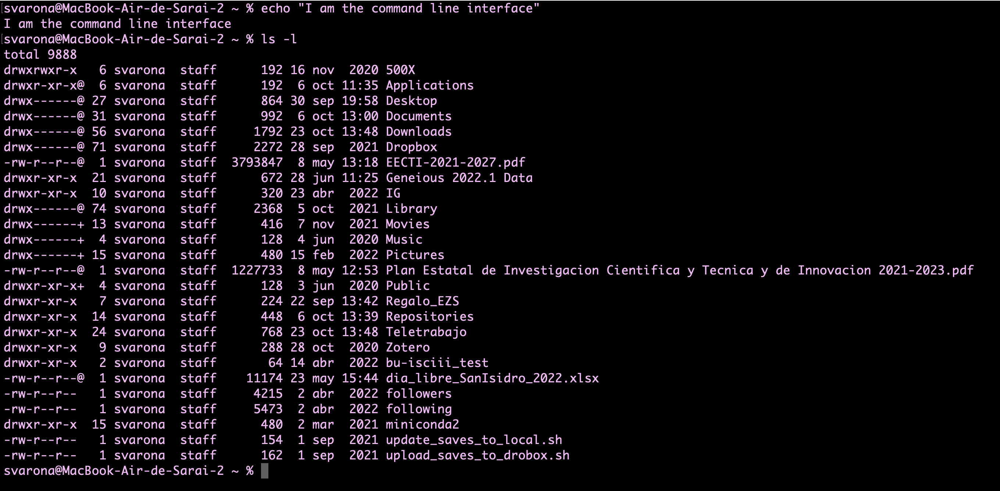 svarona@MacBook-Air-de-Sarai-2 ~ % echo "I am the command line interface"
I am the command line interface
svarona@MacBook-Air-de-Sarai-2 ~ % ls -l
total 9888
drwxrwxr-x   6 svarona  staff      192 16 nov  2020 500X
drwxr-xr-x@  6 svarona  staff      192  6 oct 11:35 Applications
drwx------@ 27 svarona  staff      864 30 sep 19:58 Desktop
drwx------@ 31 svarona  staff      992  6 oct 13:00 Documents
drwx------@ 56 svarona  staff     1792 23 oct 13:48 Downloads
drwx------@ 71 svarona  staff     2272 28 sep  2021 Dropbox
-rw-r--r--@  1 svarona  staff  3793847  8 may 13:18 EECTI-2021-2027.pdf
drwxr-xr-x  21 svarona  staff      672 28 jun 11:25 Geneious 2022.1 Data
drwxr-xr-x  10 svarona  staff      320 23 abr  2022 IG
drwx------@ 74 svarona  staff     2368  5 oct  2021 Library
drwx------+ 13 svarona  staff      416  7 nov  2021 Movies
drwx------+  4 svarona  staff      128  4 jun  2020 Music
drwx------+ 15 svarona  staff      480 15 feb  2022 Pictures
-rw-r--r--@  1 svarona  staff  1227733  8 may 12:53 Plan Estatal de Investigacion Cientifica y Tecnica y de Innovacion 2021-2023.pdf
drwxr-xr-x+  4 svarona  staff      128  3 jun  2020 Public
drwxr-xr-x   7 svarona  staff      224 22 sep 13:42 Regalo_EZS
drwxr-xr-x  14 svarona  staff      448  6 oct 13:39 Repositories
drwxr-xr-x  24 svarona  staff      768 23 oct 13:48 Teletrabajo
drwxr-xr-x   9 svarona  staff      288 28 oct  2020 Zotero
drwxr-xr-x   2 svarona  staff       64 14 abr  2022 bu-isciii_test
-rw-r--r--@  1 svarona  staff    11174 23 may 15:44 dia_libre_SanIsidro_2022.xlsx
-rw-r--r--   1 svarona  staff     4215  2 abr  2022 followers
-rw-r--r--   1 svarona  staff     5473  2 abr  2022 following
drwxr-xr-x  15 svarona  staff      480  2 mar  2021 miniconda2
-rw-r--r--   1 svarona  staff      154  1 sep  2021 update_saves_to_local.sh
-rw-r--r--   1 svarona  staff      162  1 sep  2021 upload_saves_to_drobox.sh
svarona@MacBook-Air-de-Sarai-2 ~ %